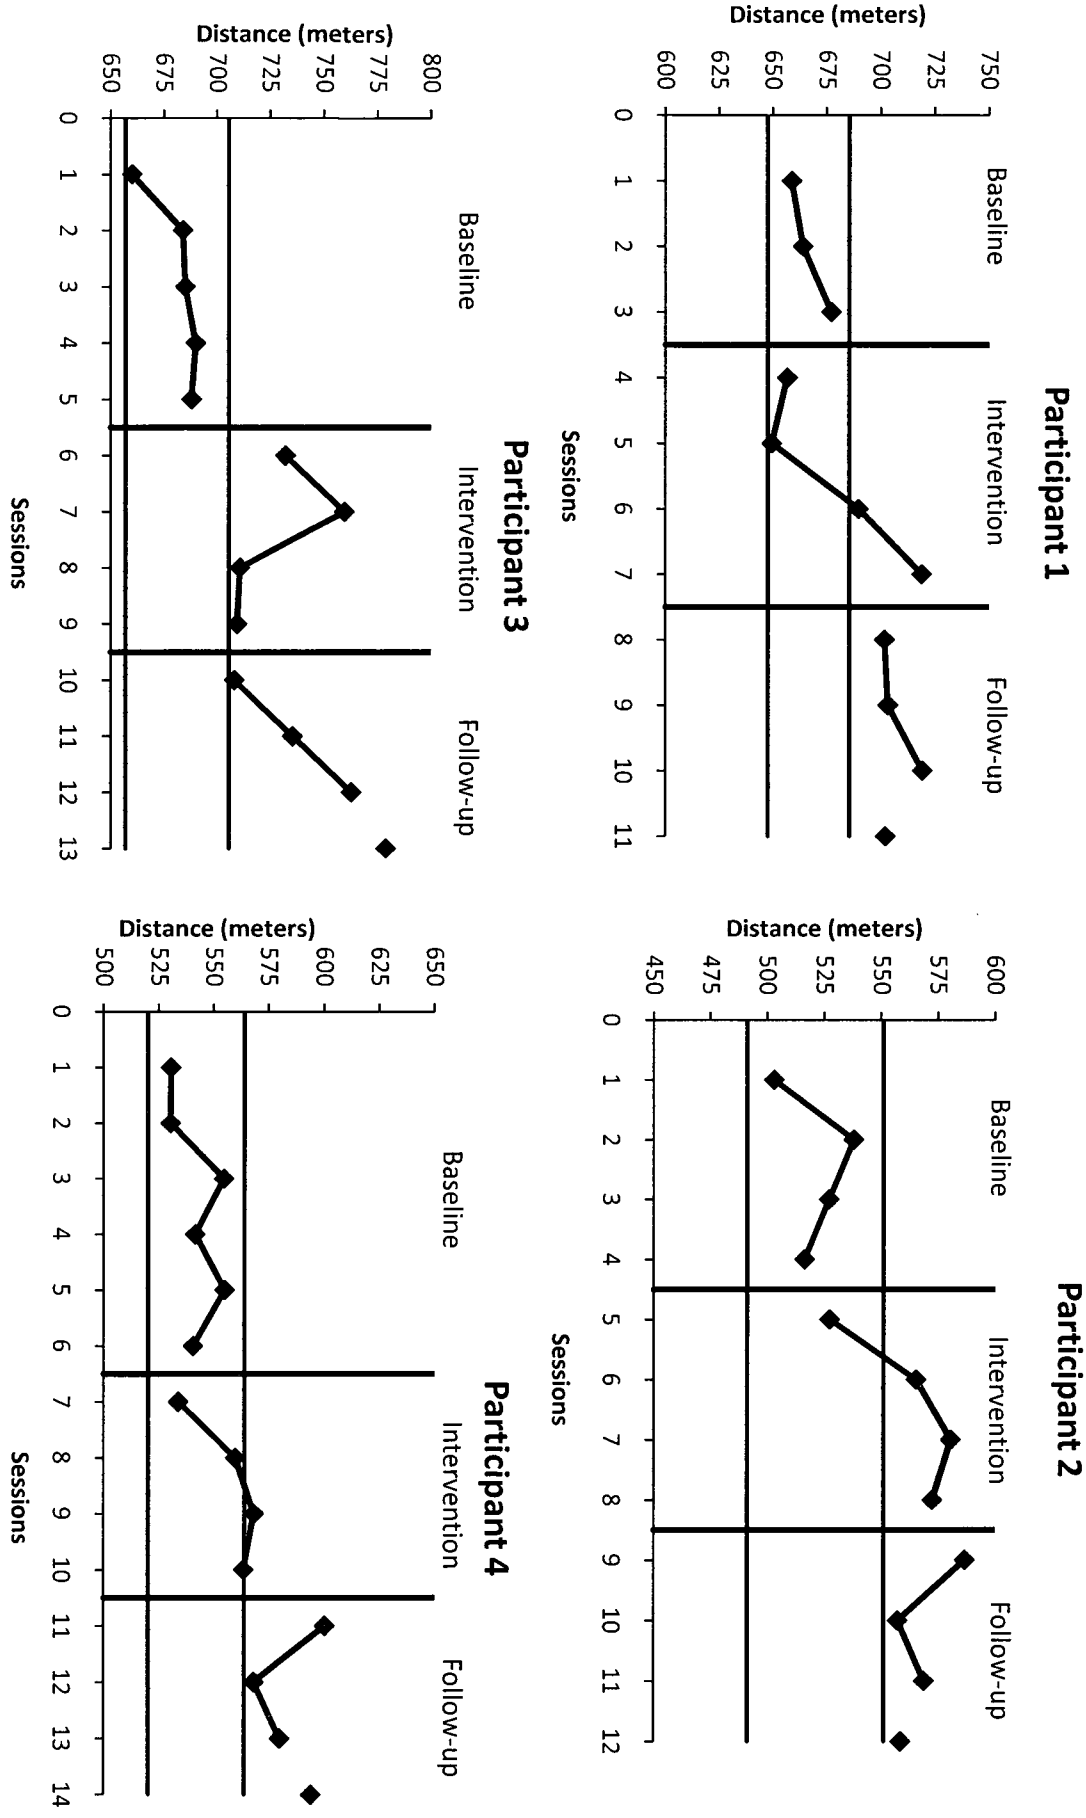 Participant 1
Baseline
Intervention
Follow-up
Distance (meters)
750
725
700
675
650
625
600
0 1 2 3 4 5 6 7 8 9 10 11
Sessions
Participant 2
Baseline
Intervention
Follow-up
Distance (meters)
600
575
550
525
500
475
450
0 1 2 3 4 5 6 7 8 9 10 11 12
Sessions
Participant 3
Baseline
Intervention
Follow-up
Distance (meters)
800
775
750
725
700
675
650
0 1 2 3 4 5 6 7 8 9 10 11 12 13
Sessions
Participant 4
Baseline
Intervention
Follow-up
Distance (meters)
650
625
600
575
550
525
500
0 1 2 3 4 5 6 7 8 9 10 11 12 13 14
Sessions